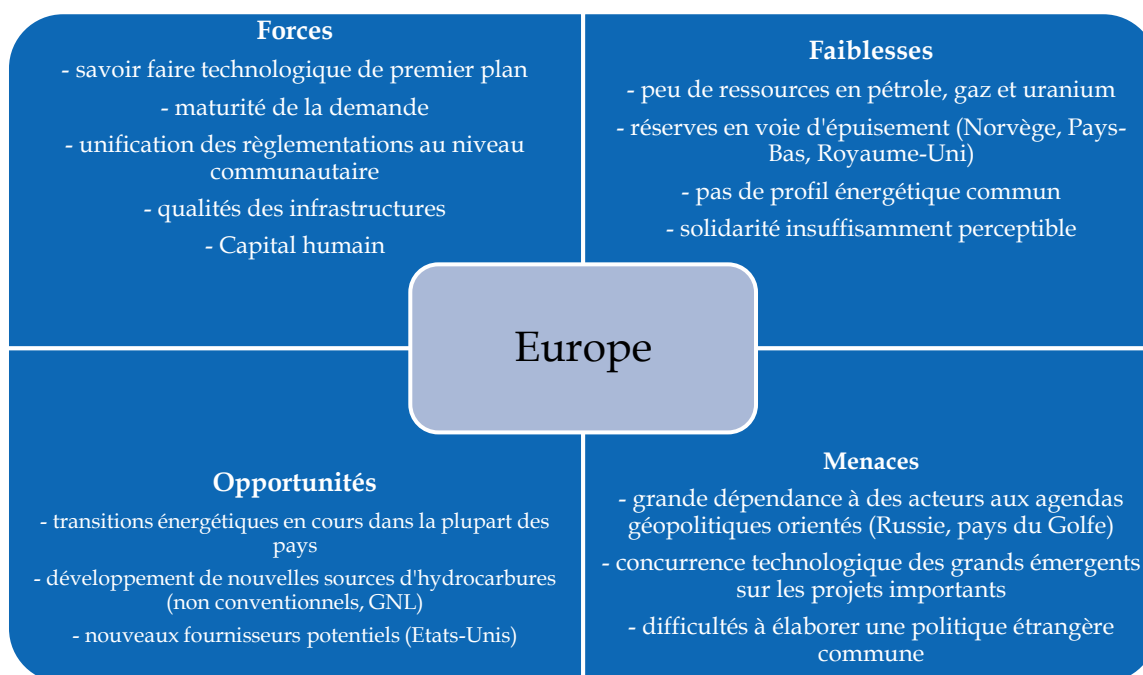 Forces
- savoir faire technologique de premier plan
- maturité de la demande
- unification des règlementations au niveau
communautaire
- qualités des infrastructures
- Capital humain
Faiblesses
- peu de ressources en pétrole, gaz et uranium
- réserves en voie d'épuisement (Norvège, Pays-
Bas, Royaume-Uni)
- pas de profil énergétique commun
- solidarité insuffisamment perceptible
Europe
Opportunités
- transitions énergétiques en cours dans la plupart des
pays
- développement de nouvelles sources d'hydrocarbures
(non conventionnels, GNL)
- nouveaux fournisseurs potentiels (Etats-Unis)
Menaces
- grande dépendance à des acteurs aux agendas
géopolitiques orientés (Russie, pays du Golfe)
- concurrence technologique des grands émergents
sur les projets importants
- difficultés à élaborer une politique étrangère
commune